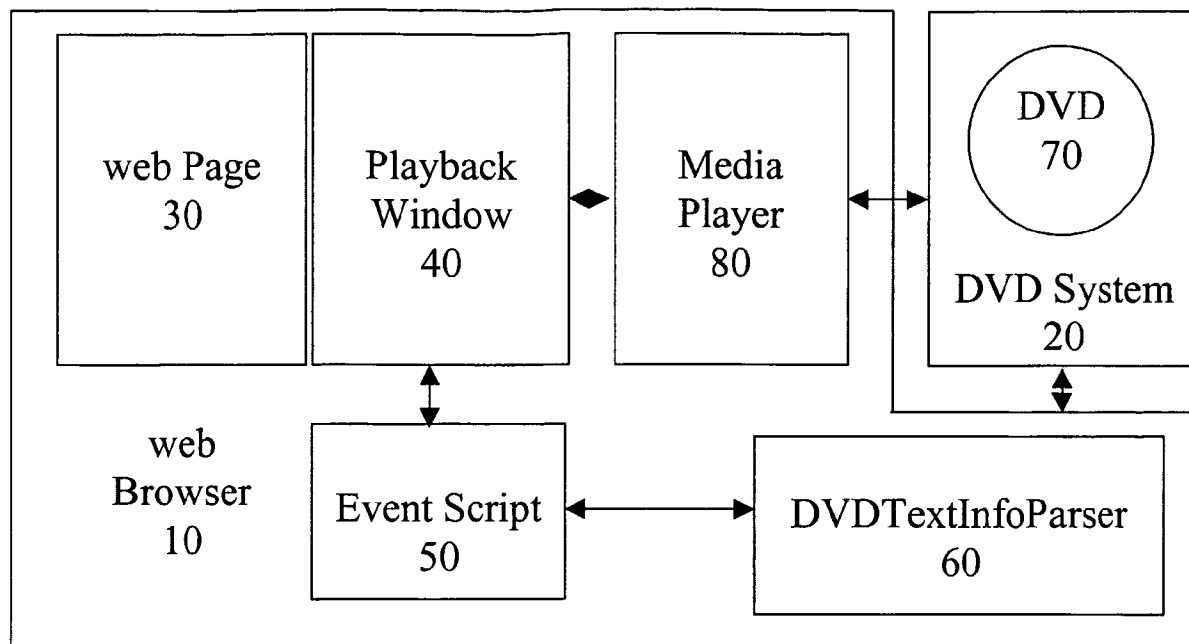 web Page
30
Playback
Window
40
Media
Player
80
DVD
70
DVD System
20
web
Browser
10
Event Script
50
DVDTextInfoParser
60